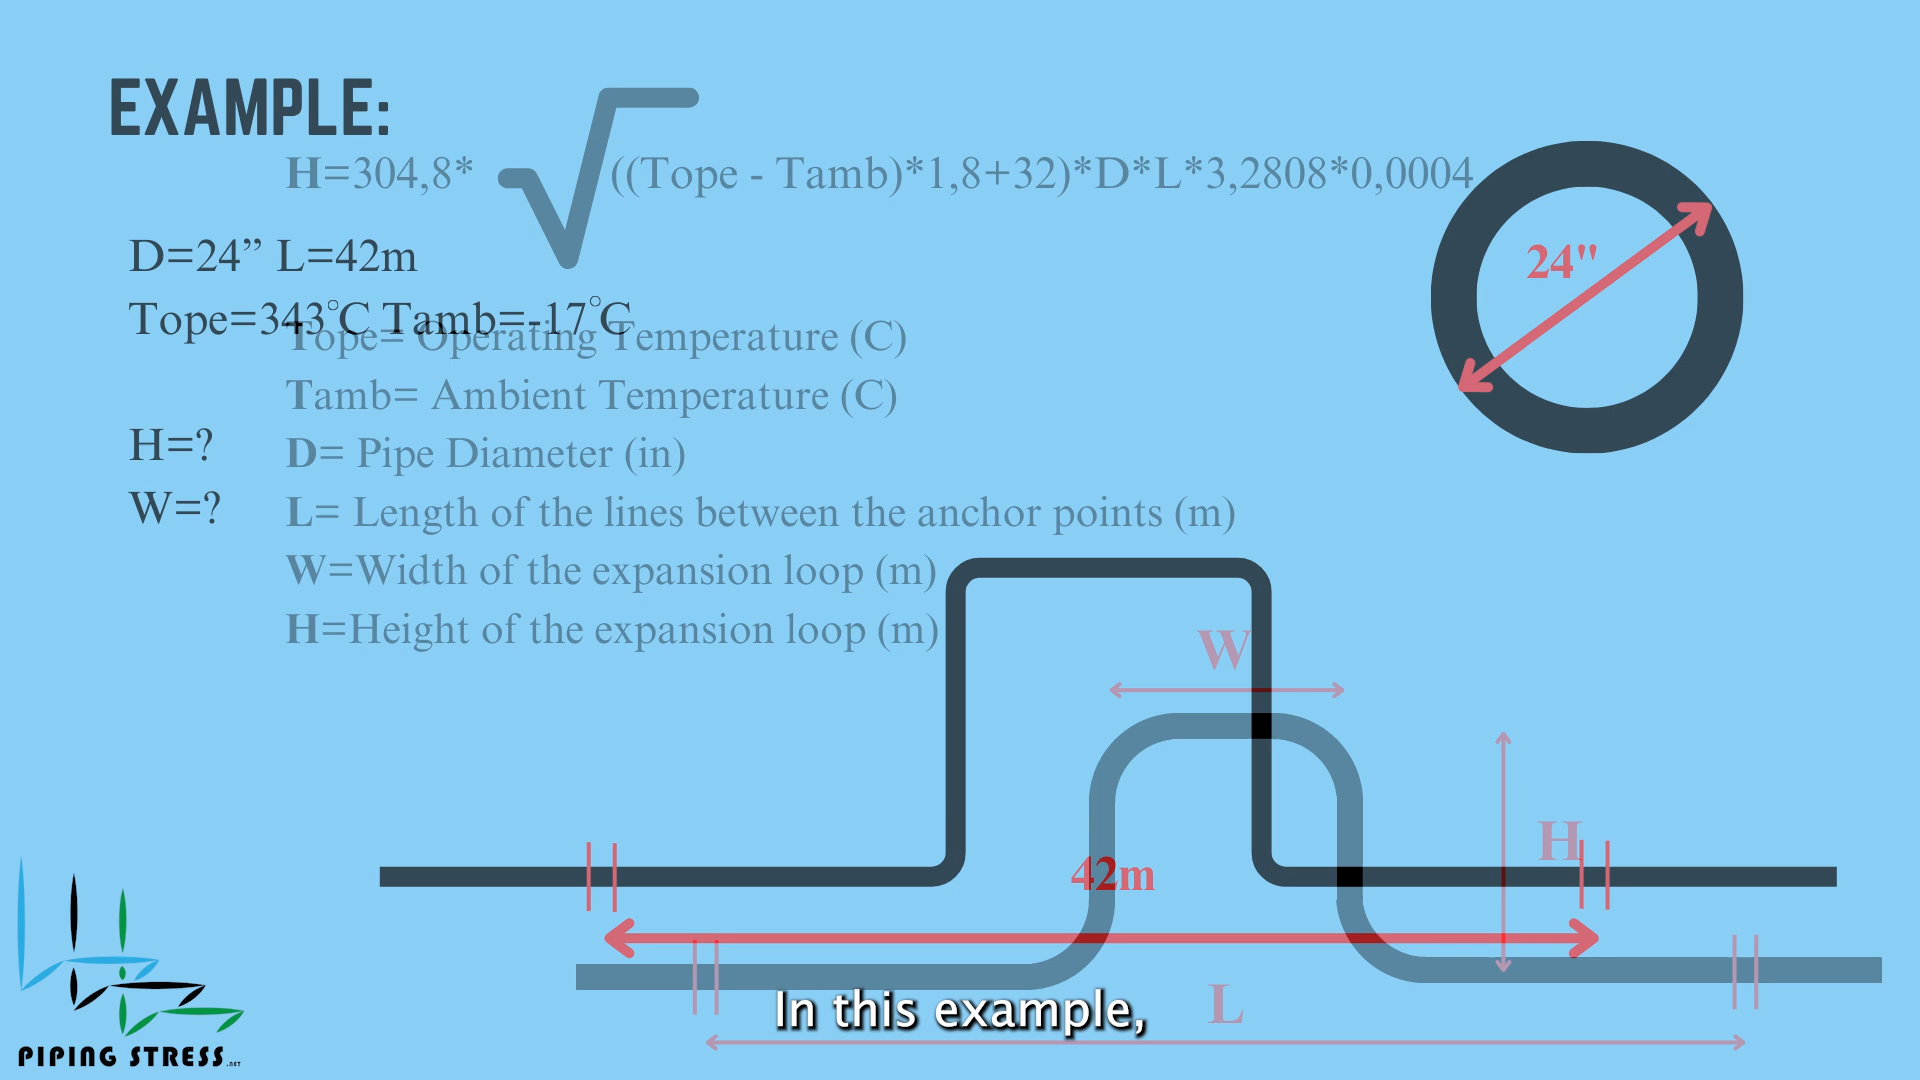 EXAMPLE:
H=304,8* √ ((Tope - Tamb)*1,8+32)*D*L*3,2808*0,0004
D=24” L=42m
24"
Tope=343°C Tamb=-17°C
Tope= Operating Temperature (C)
Tamb= Ambient Temperature (C)
H=?
D= Pipe Diameter (in)
W=?
L= Length of the lines between the anchor points (m)
W=Width of the expansion loop (m)
H=Height of the expansion loop (m)
W
H
42m
L
In this example,
PIPING STRESS.NET